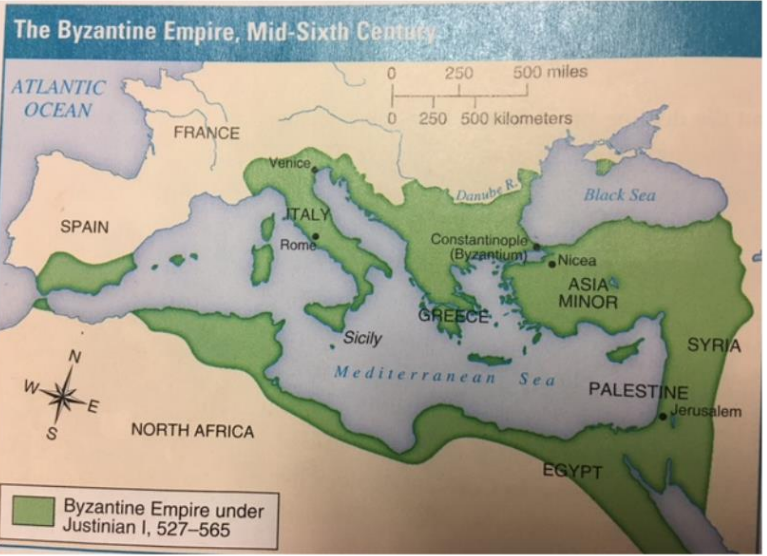 The Byzantine Empire, Mid-Sixth Century
0 250 500 miles
0 250 500 kilometers
ATLANTIC
OCEAN
FRANCE
Venice
Danube R.
Black Sea
SPAIN
ITALY
Rome
Constantinople
(Byzantium)
Nicea
ASIA
MINOR
GREECE
Sicily
SYRIA
Mediterranean Sea
PALESTINE
Jerusalem
N
W
E
S
NORTH AFRICA
EGYPT
Byzantine Empire under
Justinian I, 527–565